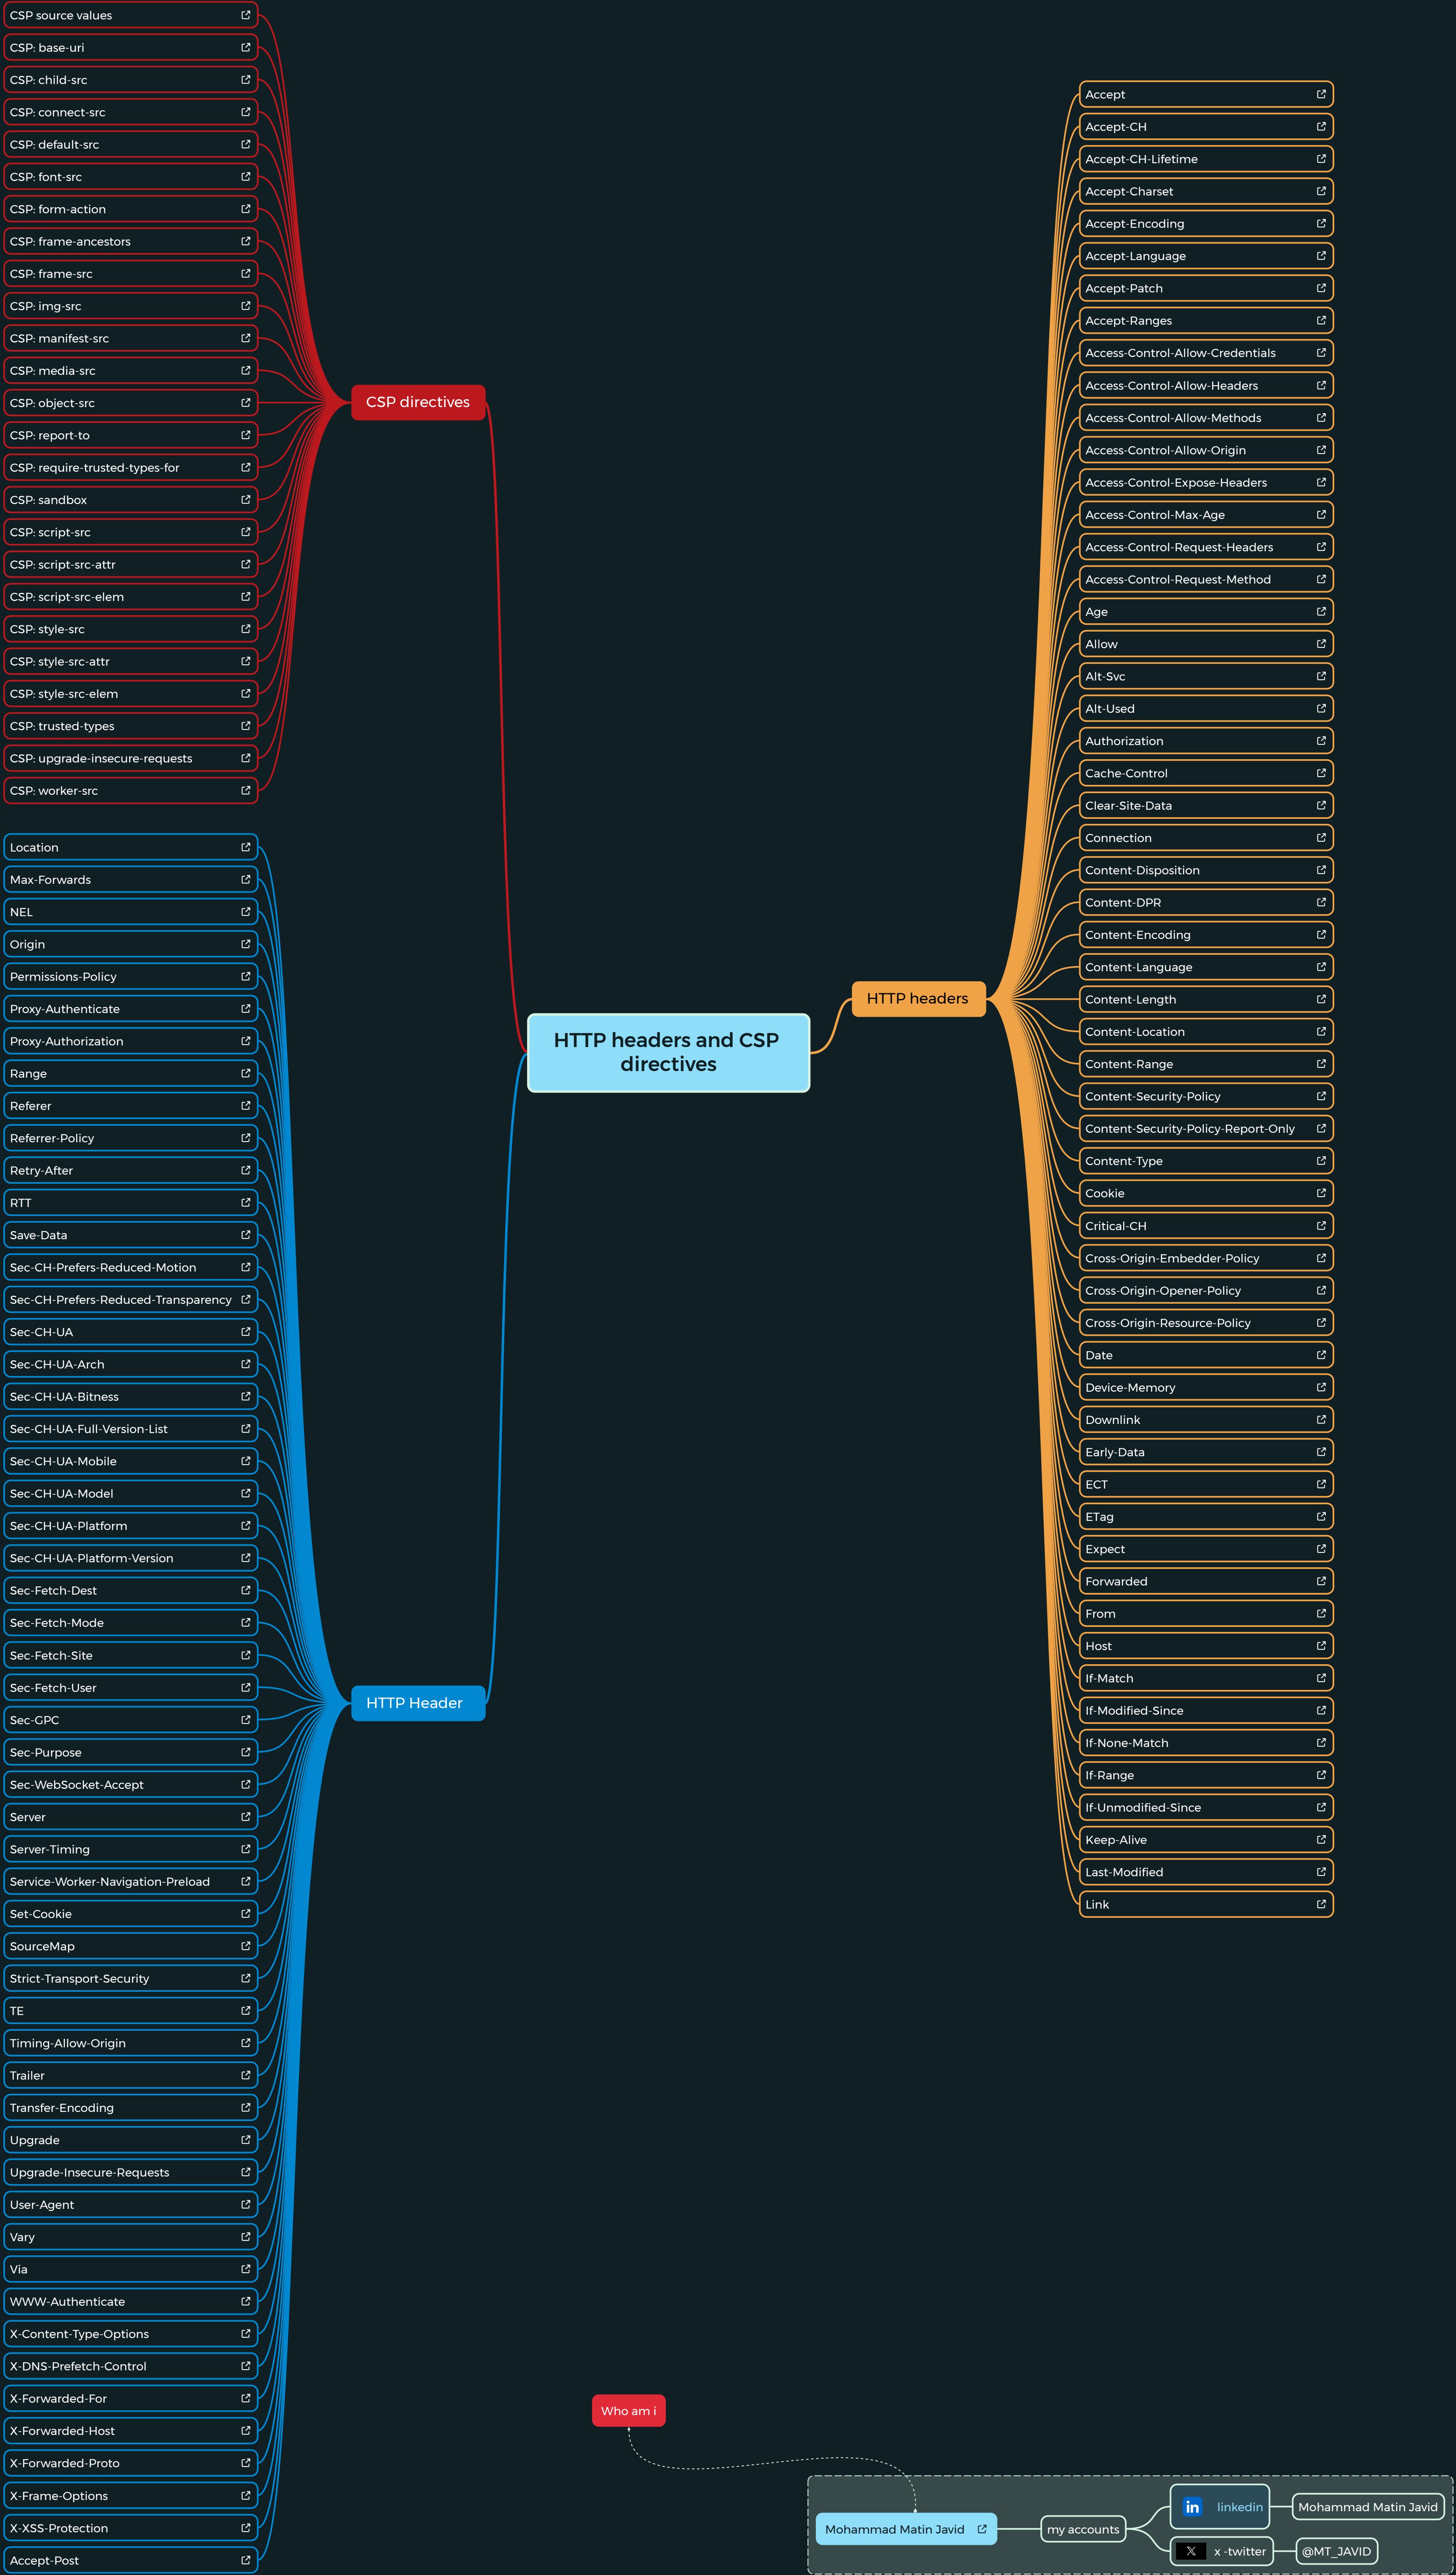 CSP source values
CSP: base-uri
CSP: child-src
CSP: connect-src
CSP: default-src
CSP: font-src
CSP: form-action
CSP: frame-ancestors
CSP: frame-src
CSP: img-src
CSP: manifest-src
CSP: media-src
CSP: object-src
CSP: report-to
CSP: require-trusted-types-for
CSP: sandbox
CSP: script-src
CSP: script-src-attr
CSP: script-src-elem
CSP: style-src
CSP: style-src-attr
CSP: style-src-elem
CSP: trusted-types
CSP: upgrade-insecure-requests
CSP: worker-src
CSP directives
Location
Max-Forwards
NEL
Origin
Permissions-Policy
Proxy-Authenticate
Proxy-Authorization
Range
Referer
Referrer-Policy
Retry-After
RTT
Save-Data
Sec-CH-Prefers-Reduced-Motion
Sec-CH-Prefers-Reduced-Transparency
Sec-CH-UA
Sec-CH-UA-Arch
Sec-CH-UA-Bitness
Sec-CH-UA-Full-Version-List
Sec-CH-UA-Mobile
Sec-CH-UA-Model
Sec-CH-UA-Platform
Sec-CH-UA-Platform-Version
Sec-Fetch-Dest
Sec-Fetch-Mode
Sec-Fetch-Site
Sec-Fetch-User
Sec-GPC
Sec-Purpose
Sec-WebSocket-Accept
Server
Server-Timing
Service-Worker-Navigation-Preload
Set-Cookie
SourceMap
Strict-Transport-Security
TE
Timing-Allow-Origin
Trailer
Transfer-Encoding
Upgrade
Upgrade-Insecure-Requests
User-Agent
Vary
Via
WWW-Authenticate
X-Content-Type-Options
X-DNS-Prefetch-Control
X-Forwarded-For
X-Forwarded-Host
X-Forwarded-Proto
X-Frame-Options
X-XSS-Protection
Accept-Post
HTTP Header
HTTP headers and CSP
directives
HTTP headers
Accept
Accept-CH
Accept-CH-Lifetime
Accept-Charset
Accept-Encoding
Accept-Language
Accept-Patch
Accept-Ranges
Access-Control-Allow-Credentials
Access-Control-Allow-Headers
Access-Control-Allow-Methods
Access-Control-Allow-Origin
Access-Control-Expose-Headers
Access-Control-Max-Age
Access-Control-Request-Headers
Access-Control-Request-Method
Age
Allow
Alt-Svc
Alt-Used
Authorization
Cache-Control
Clear-Site-Data
Connection
Content-Disposition
Content-DPR
Content-Encoding
Content-Language
Content-Length
Content-Location
Content-Range
Content-Security-Policy
Content-Security-Policy-Report-Only
Content-Type
Cookie
Critical-CH
Cross-Origin-Embedder-Policy
Cross-Origin-Opener-Policy
Cross-Origin-Resource-Policy
Date
Device-Memory
Downlink
Early-Data
ECT
ETag
Expect
Forwarded
From
Host
If-Match
If-Modified-Since
If-None-Match
If-Range
If-Unmodified-Since
Keep-Alive
Last-Modified
Link
Who am i
Mohammad Matin Javid
my accounts
in linkedin
Mohammad Matin Javid
X x -twitter
@MT_JAVID